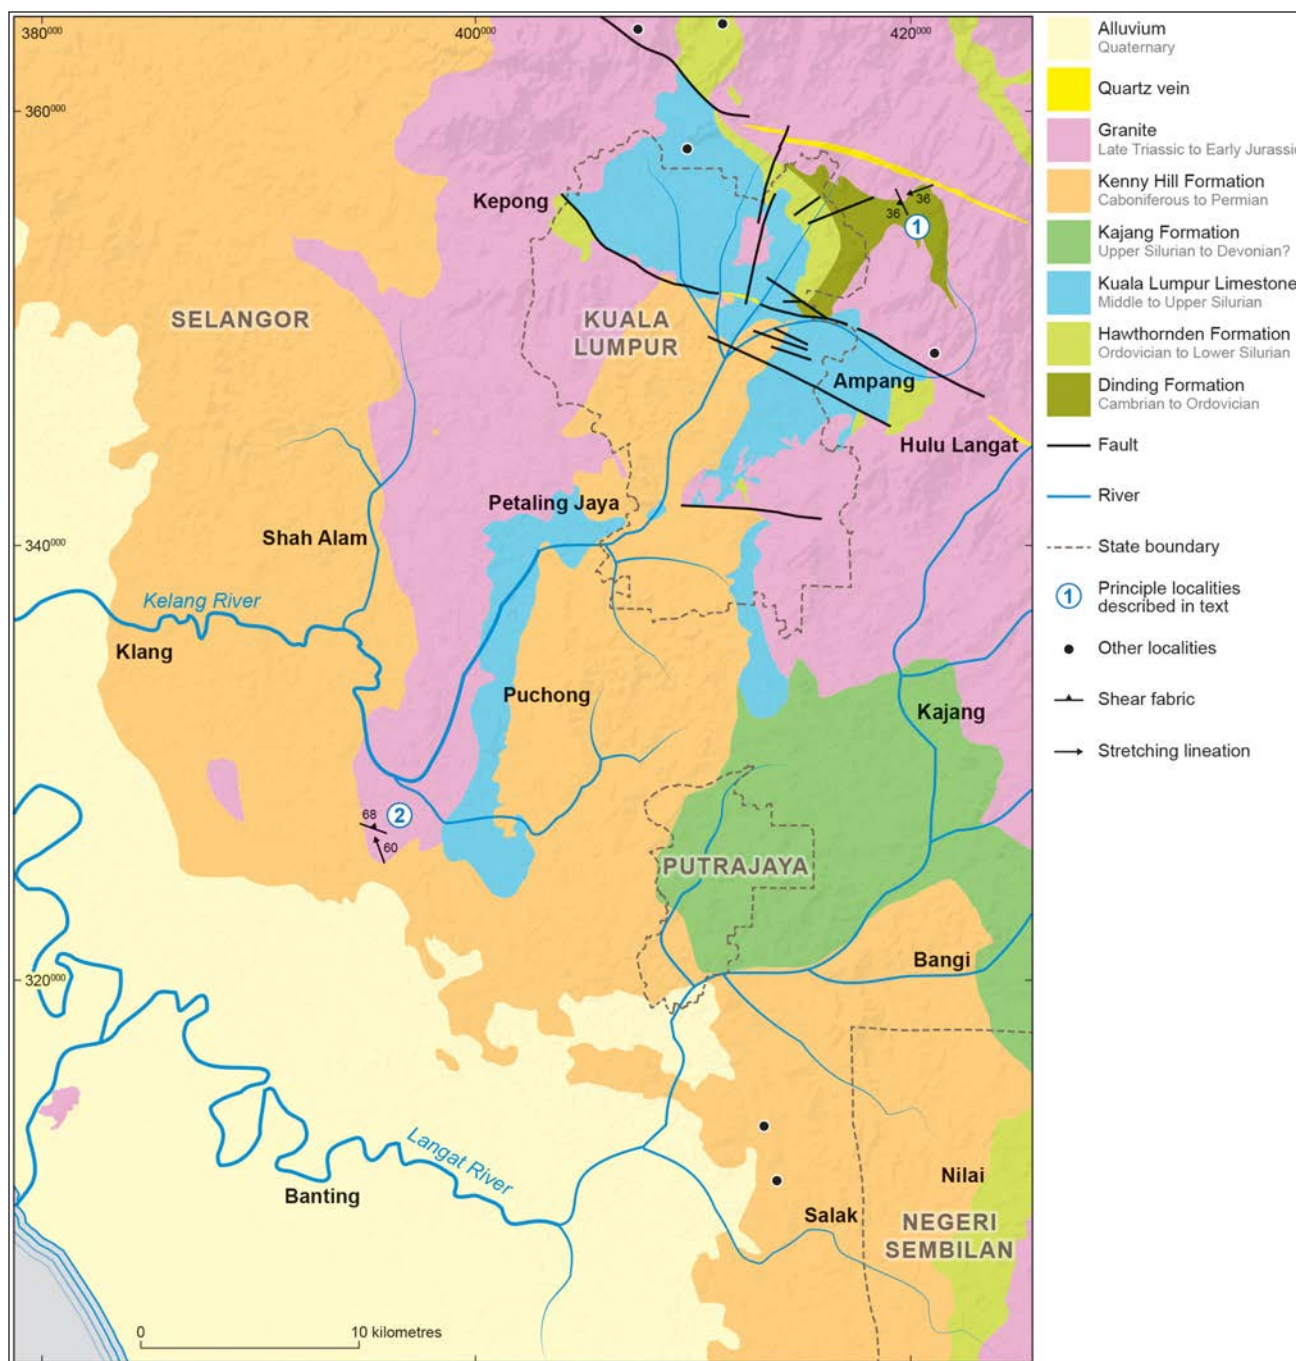 380000
400000
420000
360000
Kepong
36
36
1
SELANGOR
KUALA
LUMPUR
Ampang
Hulu Langat
Petaling Jaya
Shah Alam
340000
Kelang River
Klang
Puchong
Kajang
68
2
60
PUTRAJAYA
Bangi
320000
Langat River
Banting
Nilai
Salak
NEGERI
SEMBILAN
0
10 kilometres
Alluvium
Quaternary
Quartz vein
Granite
Late Triassic to Early Jurassic
Kenny Hill Formation
Caboniferous to Permian
Kajang Formation
Upper Silurian to Devonian?
Kuala Lumpur Limestone
Middle to Upper Silurian
Hawthornden Formation
Ordovician to Lower Silurian
Dinding Formation
Cambrian to Ordovician
Fault
River
State boundary
1
Principle localities
described in text
Other localities
Shear fabric
Stretching lineation